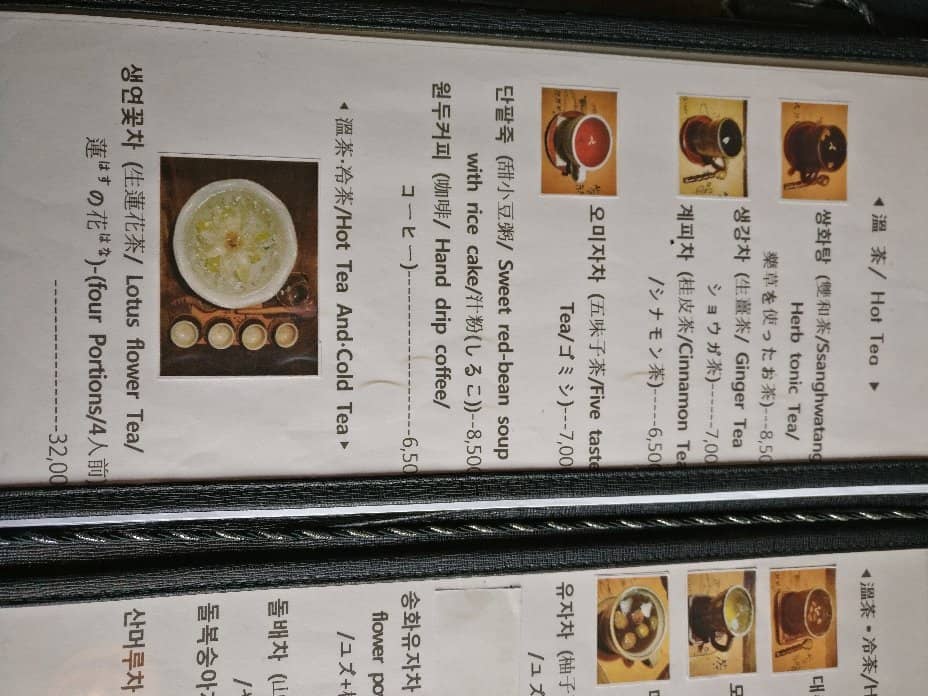 ◀ 溫 茶/ Hot Tea ▶
쌍화탕 (雙和茶/Ssanghwatang
Herb tonic Tea/
藥草を使ったお茶)---8,50
생강차 (生薑茶/ Ginger Tea
ショウガ茶)-----7,00
계피차 (桂皮茶/Cinnamon Tea
/シナモン茶)----6,500
오미자차 (五味子茶/Five taste
Tea/ゴミシ)---7,00
단팥죽 (甜小豆粥/ Sweet red-bean soup
with rice cake/汁粉(しるこ))--8,500
원두커피 (咖啡/ Hand drip coffee/
コーヒー)-----------------6,50
◀ 溫茶·冷茶/Hot Tea And·Cold Tea ▶
생연꽃차 (生蓮花茶/ Lotus flower Tea/
蓮はすの花はな)-(four Portions/4人前)
------------------32,00
◀溫茶·冷茶/H
대
모
유자차 (柚子
/ユズ
송화유자차
flower po
/ユズ+
돌배차 (山
돌복숭아
산머루차